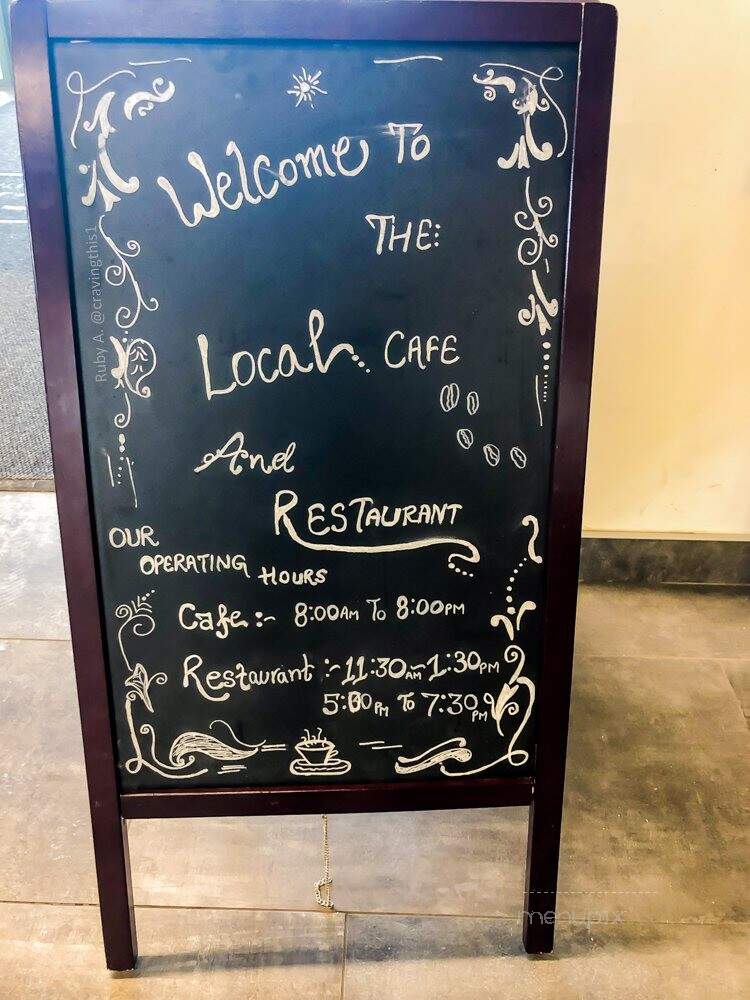 Welcome To
THE:
Local CAFE
And
RESTAURANT
OUR
OPERATING
HOURS
Cafe:- 8:00AM To 8:00PM
Restaurant :- 11:30AM-1:30PM
5:00PM To 7:30PM
Ruby A. @cravingthis1
menupix